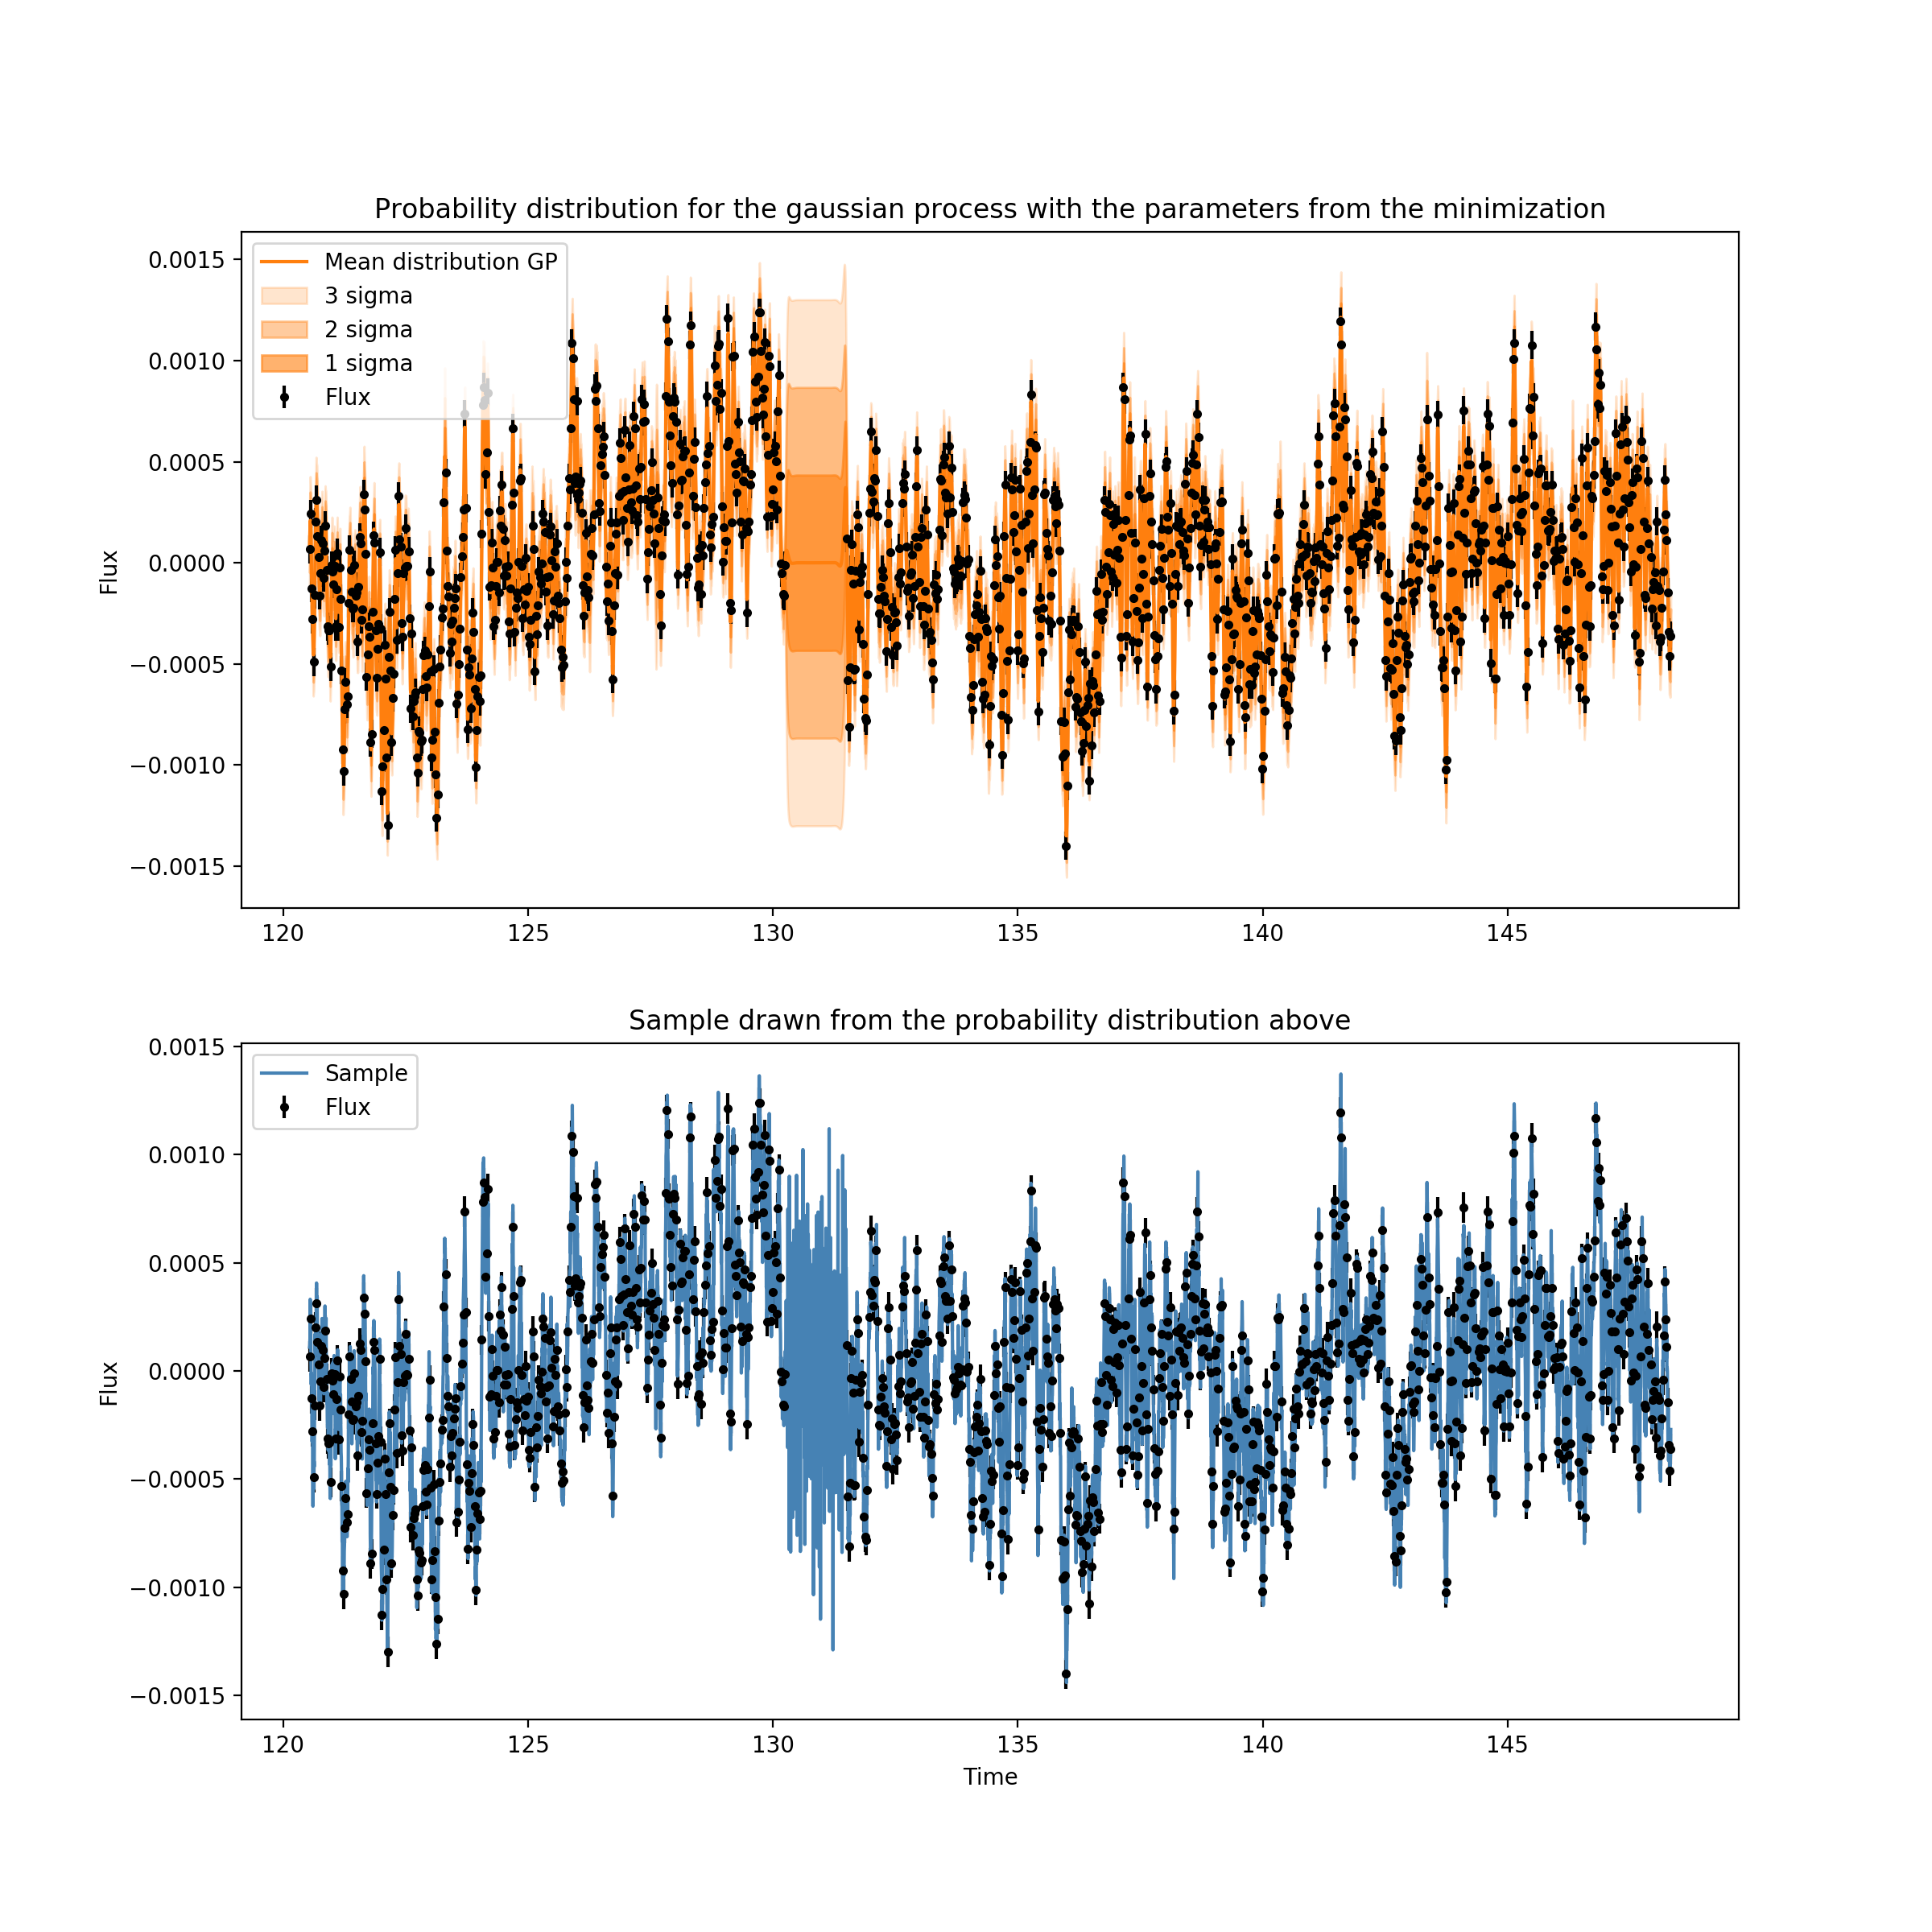 Probability distribution for the gaussian process with the parameters from the minimization
0.0015
0.0010
0.0005
0.0000
−0.0005
−0.0010
−0.0015
Flux
Mean distribution GP
3 sigma
2 sigma
1 sigma
Flux
120
125
130
135
140
145
Sample drawn from the probability distribution above
0.0015
0.0010
0.0005
0.0000
−0.0005
−0.0010
−0.0015
Flux
Sample
Flux
120
125
130
135
140
145
Time